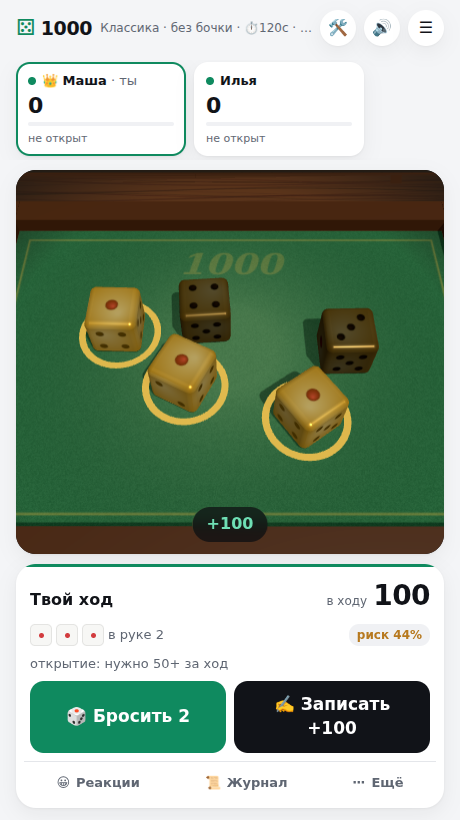 1000 Классика · без бочки · ⏱120с · ...
Маша · ты
0
не открыт
Илья
0
не открыт
1000
+100
Твой ход
в ходу 100
в руке 2
риск 44%
открытие: нужно 50+ за ход
Бросить 2
Записать
+100
Реакции
Журнал
Ещё